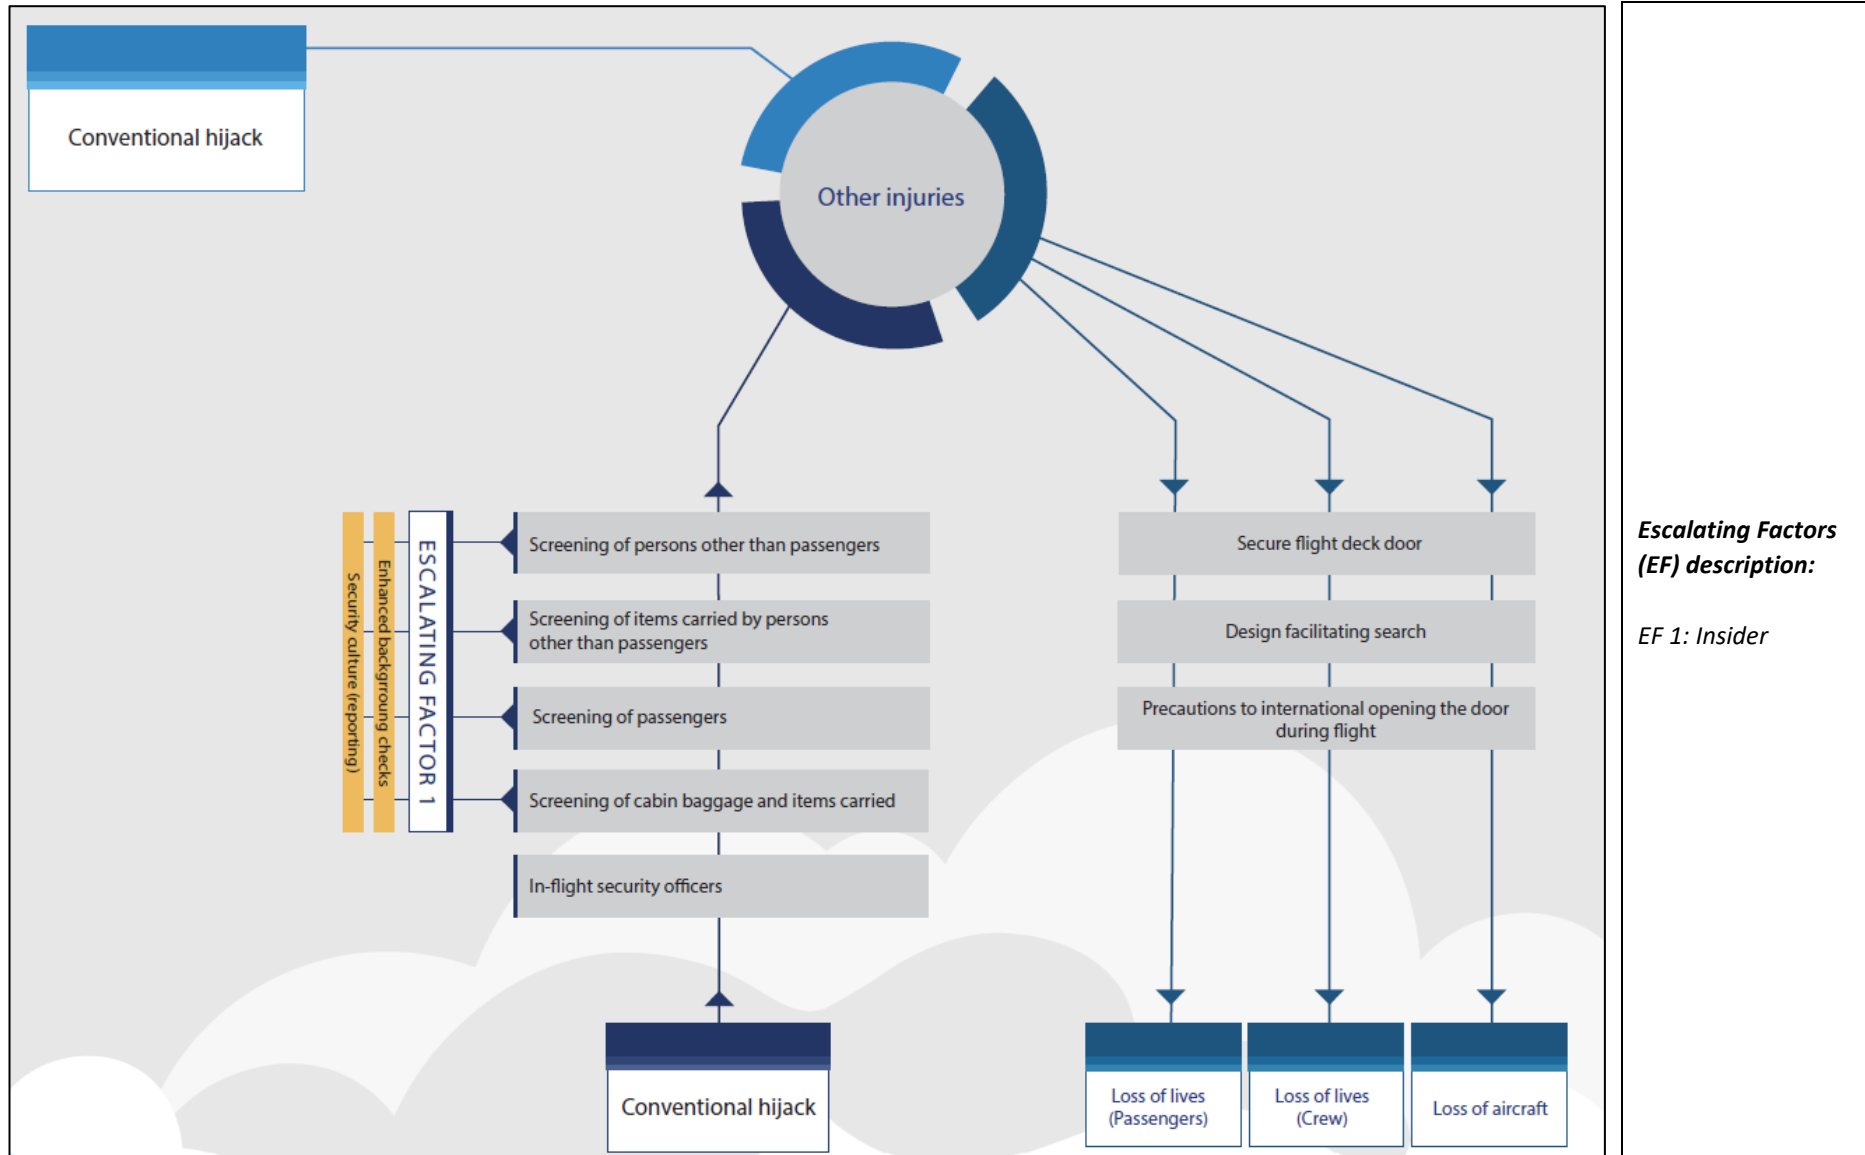 Conventional hijack
Other injuries
Security culture (reporting)
Enhanced backgrroung checks
ESCALATING FACTOR 1
Screening of persons other than passengers
Screening of items carried by persons
other than passengers
Screening of passengers
Screening of cabin baggage and items carried
In-flight security officers
Conventional hijack
Secure flight deck door
Design facilitating search
Precautions to international opening the door
during flight
Loss of lives
(Passengers)
Loss of lives
(Crew)
Loss of aircraft
Escalating Factors
(EF) description:
EF 1: Insider